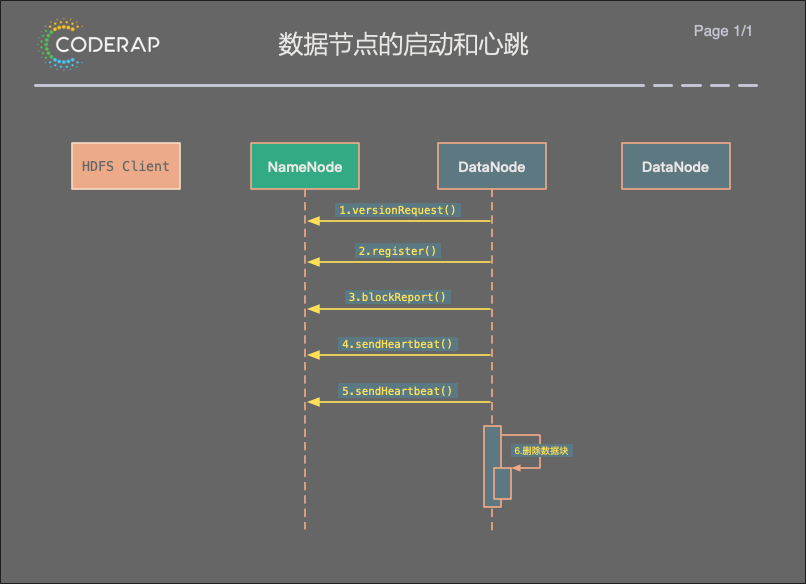 CODERAP
数据节点的启动和心跳
Page 1/1
HDFS Client
NameNode
DataNode
DataNode
1.versionRequest()
2.register()
3.blockReport()
4.sendHeartbeat()
5.sendHeartbeat()
6.删除数据块